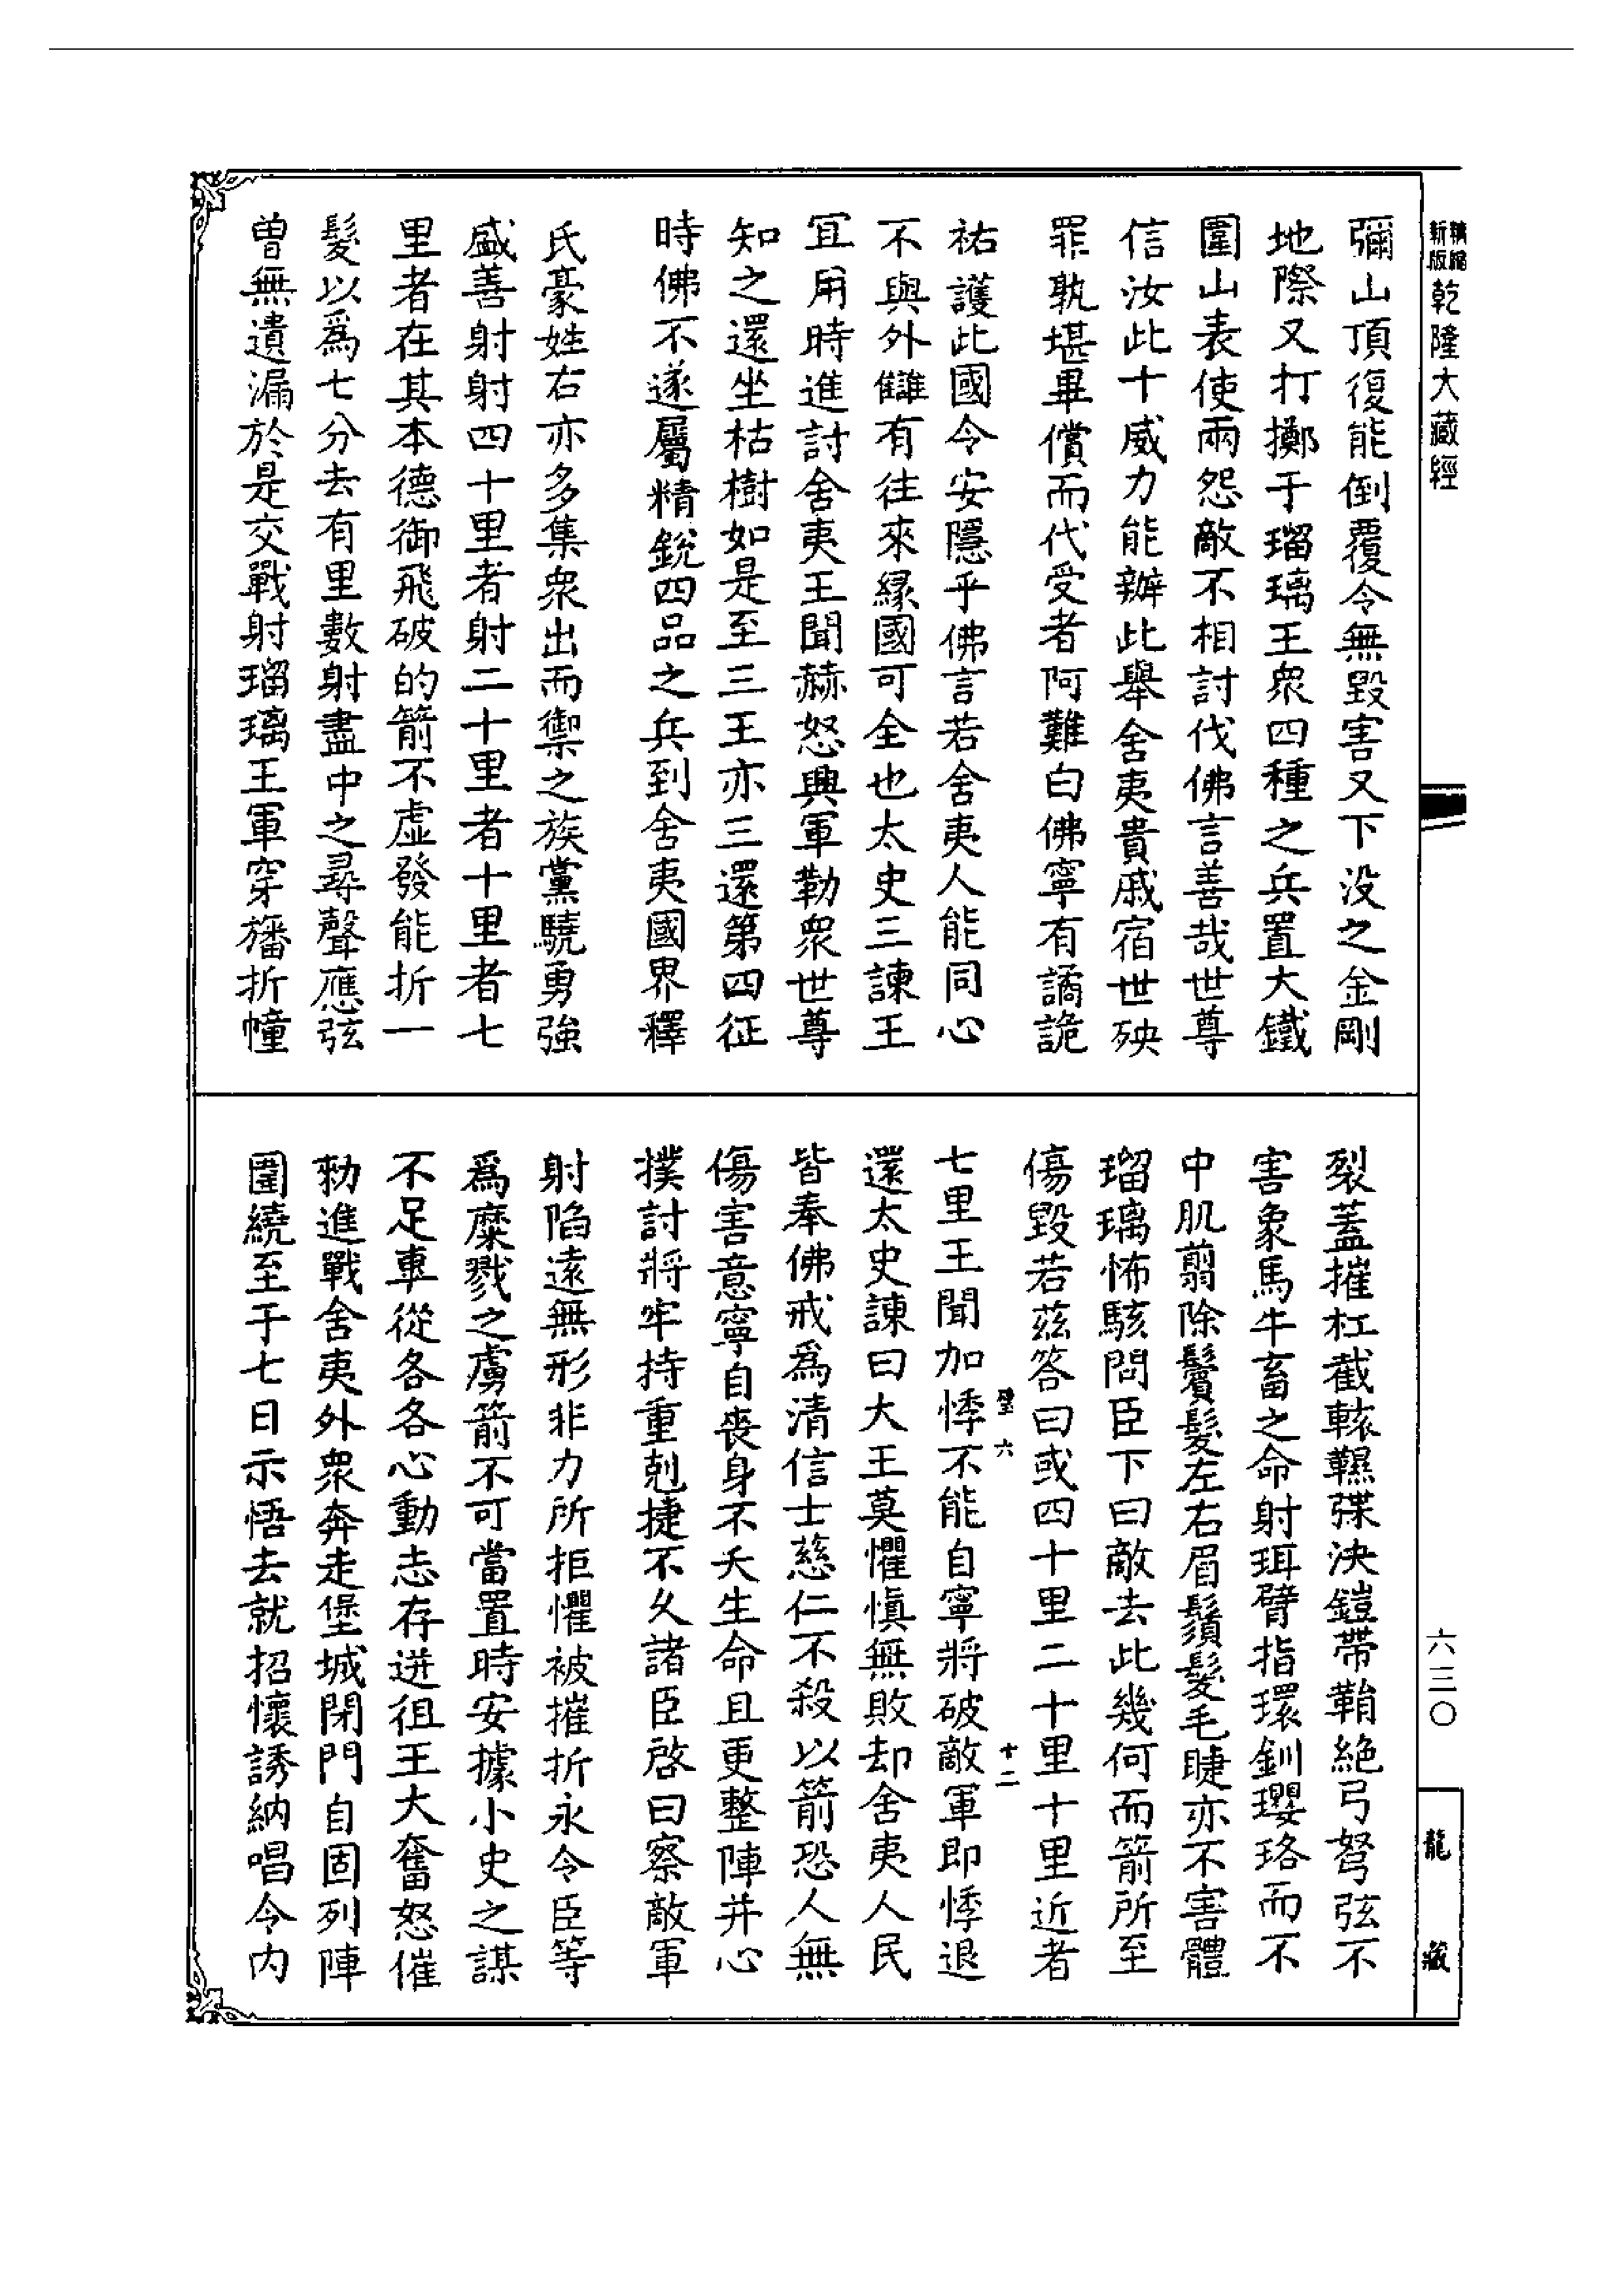 精縮新版乾隆大藏經
彌山頂復能倒覆令無毀害又下没之金剛
地際又打擲于瑠璃王衆四種之兵置大鐵
圍山表使兩怨敵不相討伐佛言善哉世尊
信汝此十威力能辦此舉舍夷貴戚宿世殃
罪孰堪畢償而代受者阿難白佛寧有譎詭
祐護此國令安隱乎佛言若舍夷人能同心
不與外讎有往來緣國可全也太史三諫王
宜用時進討舍夷王聞赫怒興軍勒衆世尊
知之還坐枯樹如是至三王亦三還第四征
時佛不遂屬精銳四品之兵到舍夷國界釋
氏豪姓右亦多集衆出而禦之族黨驍勇強
盛善射射四十里者射二十里者十里者七
里者在其本德御飛破的箭不虛發能折一
髮以爲七分去有里數射盡中之尋聲應弦
曾無遺漏於是交戰射瑠璃王軍穿旛折幢
裂蓋摧杠截軨韅鞢決鎧帶鞘絶弓弩弦不
害象馬牛畜之命射珥臂指環釧瓔珞而不
中肌翦除鬢髮左右眉鬚髮毛睫亦不害體
瑠璃怖駭問臣下曰敵去此幾何而箭所至
傷毀若茲答曰或四十里二十里十里近者
七里王聞加悸不能自寧將破敵軍即悸退
六 十二
還太史諫曰大王莫懼慎無敗却舍夷人民
皆奉佛戒爲清信士慈仁不殺以箭恐人無
傷害意寧自喪身不夭生命且更整陣并心
撲討將牢持重剋捷不久諸臣啓曰察敵軍
射陷遠無形非力所拒懼被摧折永令臣等
爲糜戮之虜箭不可當置時安據小史之謀
不足車從各各心動志存迸徂王大奮怒催
勑進戰舍夷外衆奔走堡城閉門自固列陣
圍繞至于七日示悟去就招懷誘納唱令内
六三〇
龍藏